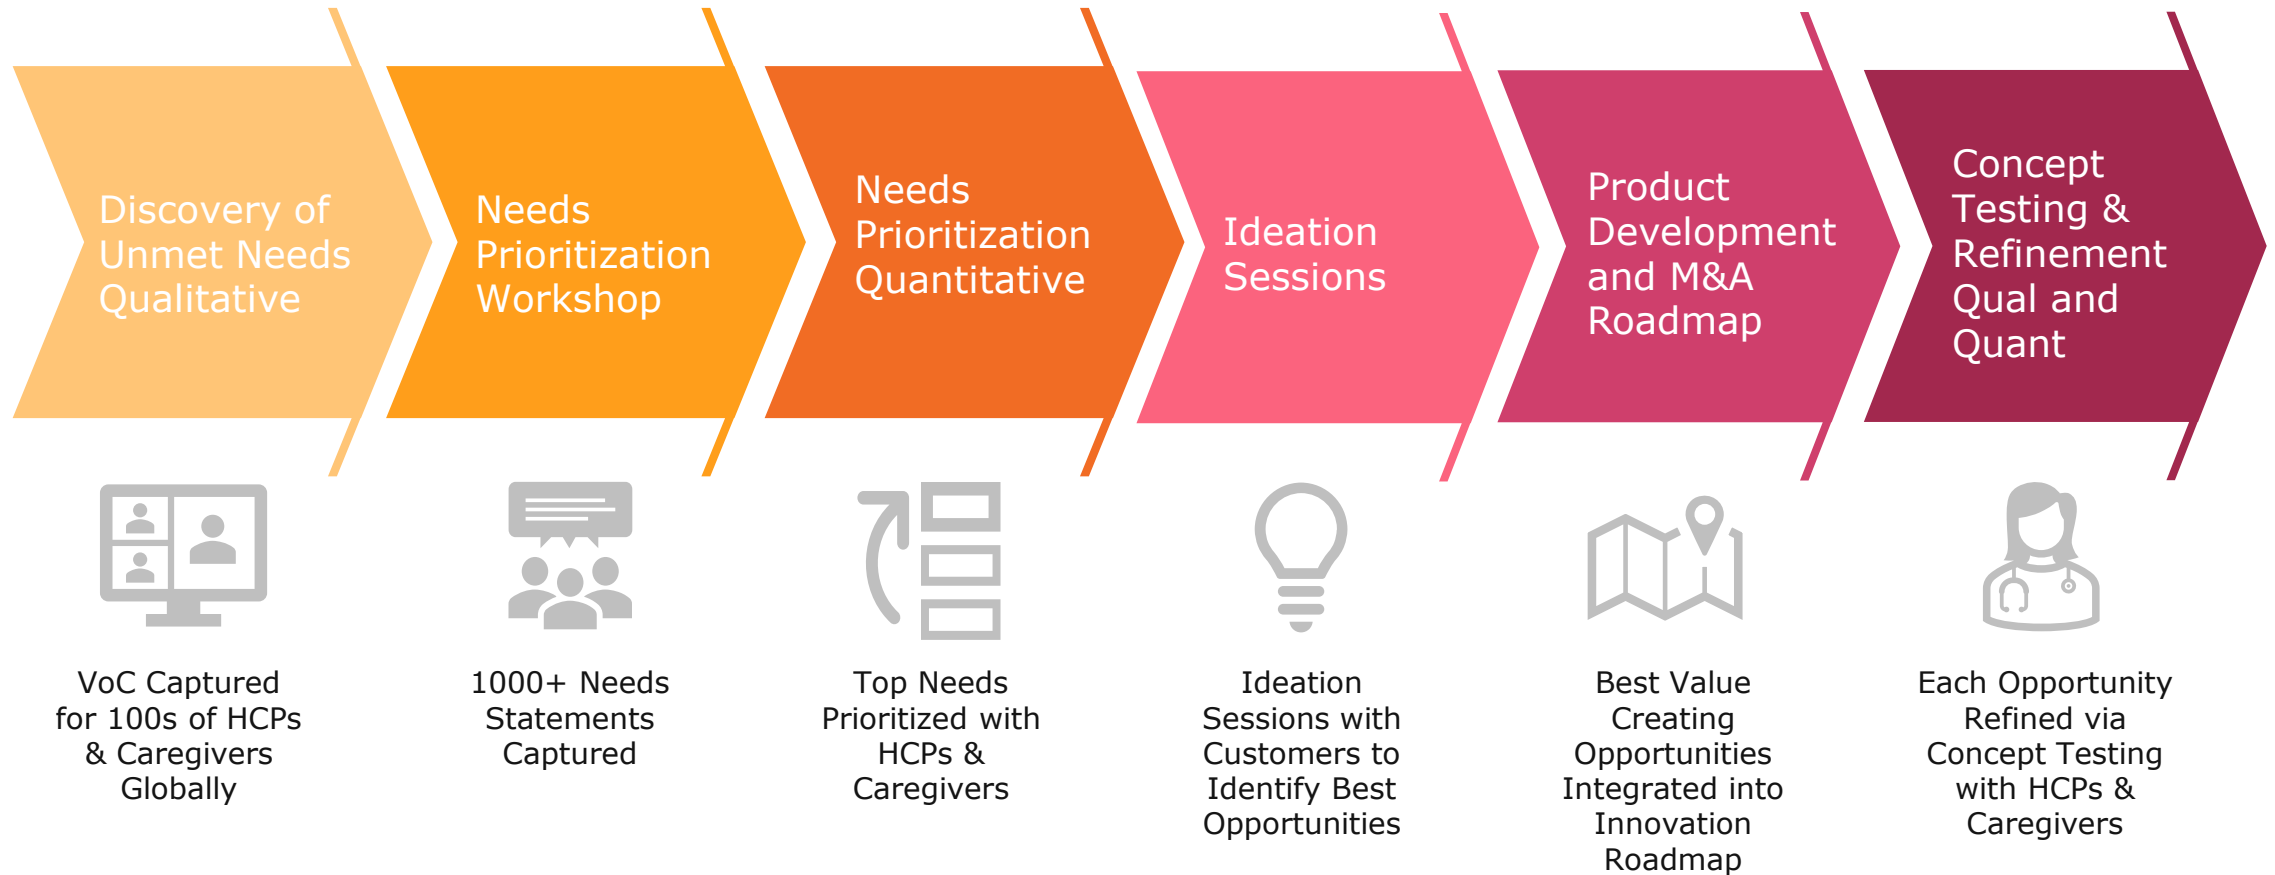 Discovery of
Unmet Needs
Qualitative
Needs
Prioritization
Workshop
Needs
Prioritization
Quantitative
Ideation
Sessions
Product
Development
and M&A
Roadmap
Concept
Testing &
Refinement
Qual and
Quant
VoC Captured
for 100s of HCPs
& Caregivers
Globally
1000+ Needs
Statements
Captured
Top Needs
Prioritized with
HCPs &
Caregivers
Ideation
Sessions with
Customers to
Identify Best
Opportunities
Best Value
Creating
Opportunities
Integrated into
Innovation
Roadmap
Each Opportunity
Refined via
Concept Testing
with HCPs &
Caregivers